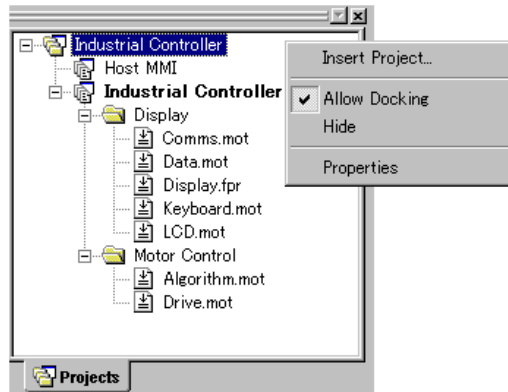 Industrial Controller
Host MMI
Industrial Controller
Display
Comms.mot
Data.mot
Display.fpr
Keyboard.mot
LCD.mot
Motor Control
Algorithm.mot
Drive.mot
Projects
Insert Project...
Allow Docking
Hide
Properties